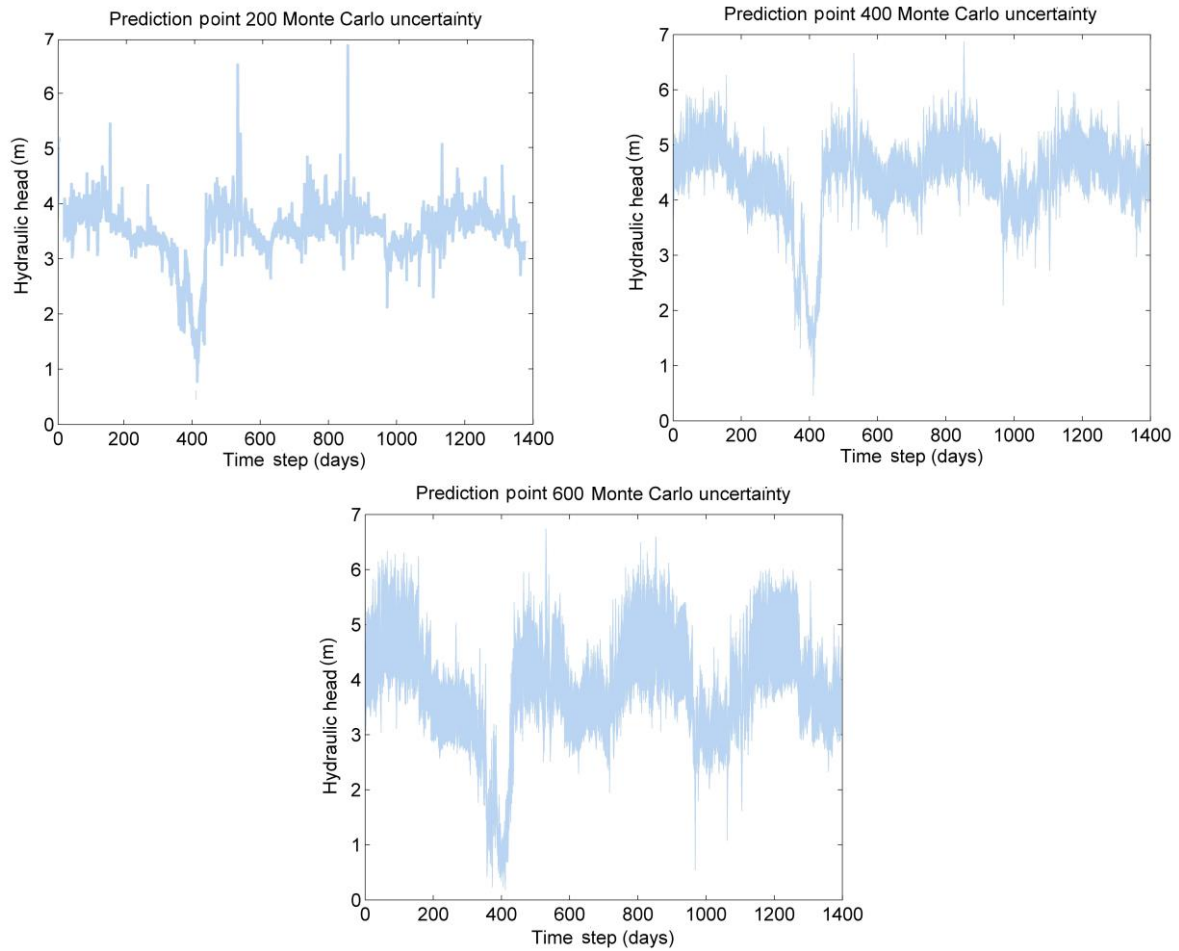 Prediction point 200 Monte Carlo uncertainty
7
6
5
4
3
2
1
0
Hydraulic head (m)
0 200 400 600 800 1000 1200 1400
Time step (days)
Prediction point 400 Monte Carlo uncertainty
7
6
5
4
3
2
1
0
Hydraulic head (m)
0 200 400 600 800 1000 1200 1400
Time step (days)
Prediction point 600 Monte Carlo uncertainty
7
6
5
4
3
2
1
0
Hydraulic head (m)
0 200 400 600 800 1000 1200 1400
Time step (days)